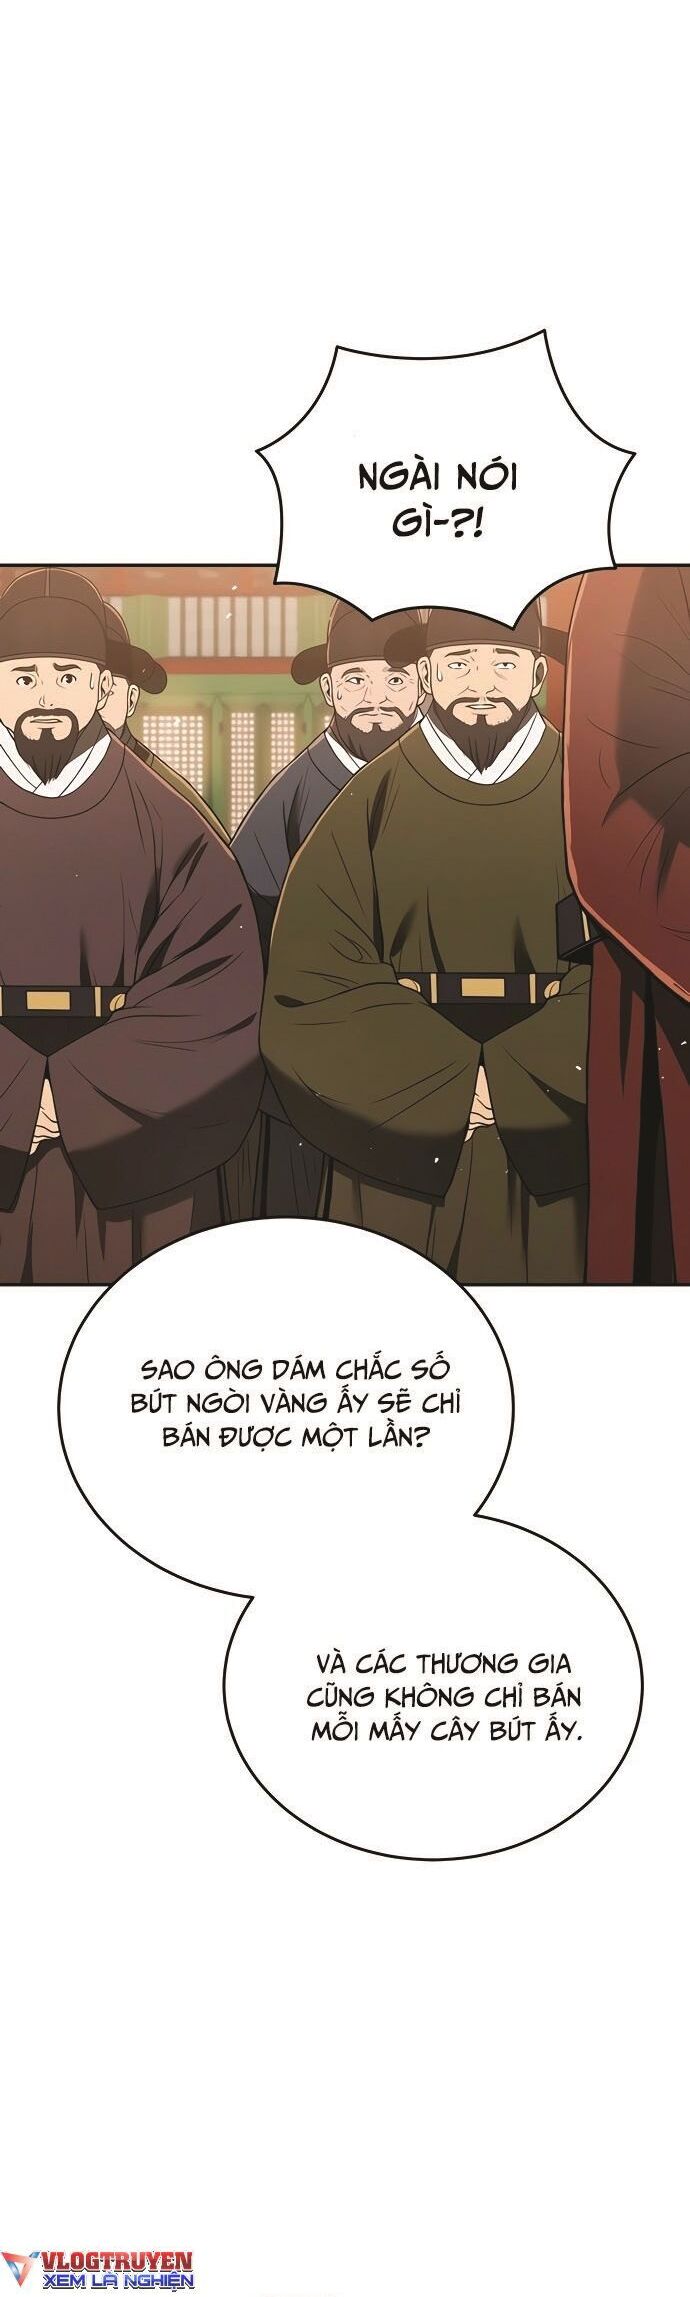 NGÀI NÓI
GÌ-?!
SAO ÔNG DÁM CHẮC SỐ
BÚT NGÒI VÀNG ẤY SẼ CHỈ
BÁN ĐƯỢC MỘT LẦN?
VÀ CÁC THƯƠNG GIA
CŨNG KHÔNG CHỈ BÁN
MỖI MẤY CÂY BÚT ẤY.
VLOGTRUYEN
XEM LÀ NGHIỆN